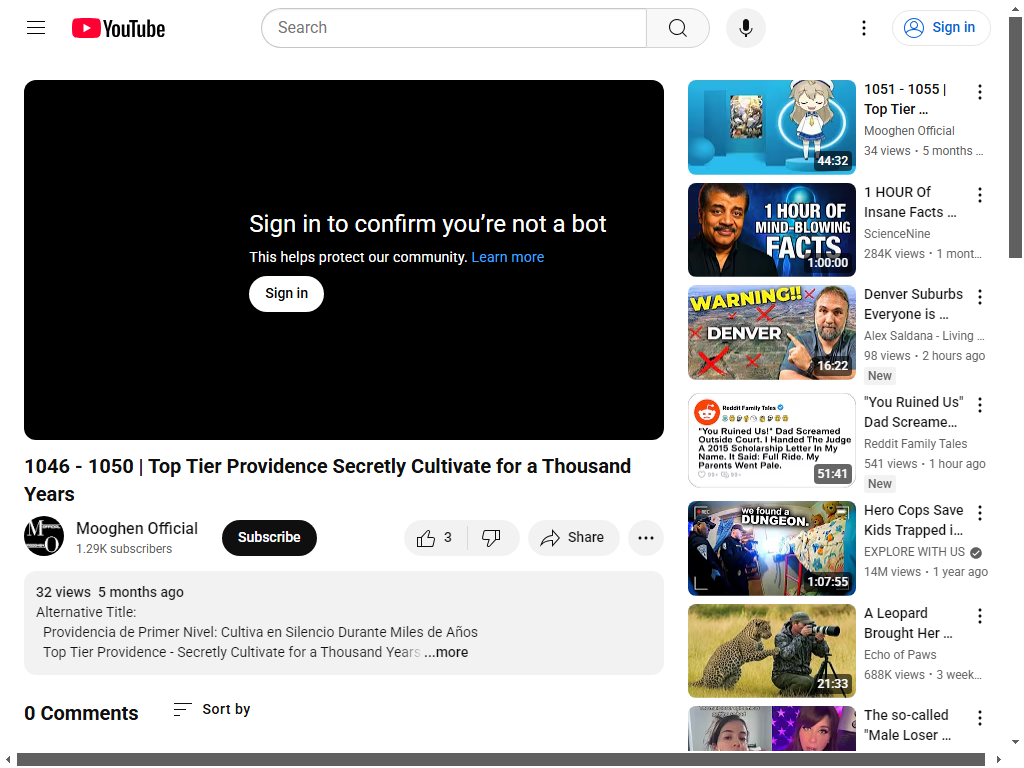 YouTube
Search
Sign in
Sign in to confirm you’re not a bot
This helps protect our community. Learn more
Sign in
1046 - 1050 | Top Tier Providence Secretly Cultivate for a Thousand
Years
Mooghen Official
1.29K subscribers
Subscribe
3
Share
...
32 views 5 months ago
Alternative Title:
Providencia de Primer Nivel: Cultiva en Silencio Durante Miles de Años
Top Tier Providence - Secretly Cultivate for a Thousand Years ...more
0 Comments
Sort by
44:32
1051 - 1055 |
Top Tier ...
Mooghen Official
34 views • 5 months ...
1 HOUR OF
MIND-BLOWING
FACTS
1:00:00
1 HOUR Of
Insane Facts ...
ScienceNine
284K views • 1 mont...
WARNING!!
DENVER
16:22
Denver Suburbs
Everyone is ...
Alex Saldana - Living ...
98 views • 2 hours ago
New
Reddit Family Tales
"You Ruined Us!" Dad Screamed
Outside Court. I Handed The Judge
A 2015 Scholarship Letter In My
Name. It Said: Full Ride. My
Parents Went Pale.
51:41
"You Ruined Us"
Dad Screame...
Reddit Family Tales
541 views • 1 hour ago
New
we found a
DUNGEON.
1:07:55
Hero Cops Save
Kids Trapped i...
EXPLORE WITH US
14M views • 1 year ago
21:33
A Leopard
Brought Her ...
Echo of Paws
688K views • 3 week...
The so-called
"Male Loser ...